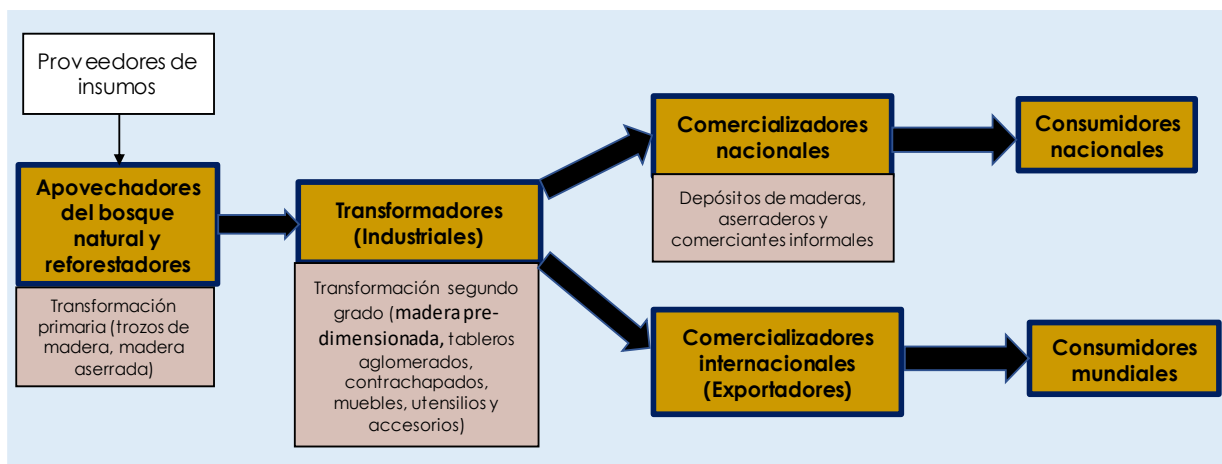 Proveedores de
insumos
Apovechadores
del bosque
natural y
reforestadores
Transformación
primaria (trozos de
madera, madera
aserrada)
Transformadores
(Industriales)
Transformación segundo
grado (madera pre-
dimensionada, tableros
aglomerados,
contrachapados,
muebles, utensilios y
accesorios)
Comercializadores
nacionales
Depósitos de maderas,
aserraderos y
comerciantes informales
Consumidores
nacionales
Comercializadores
internacionales
(Exportadores)
Consumidores
mundiales